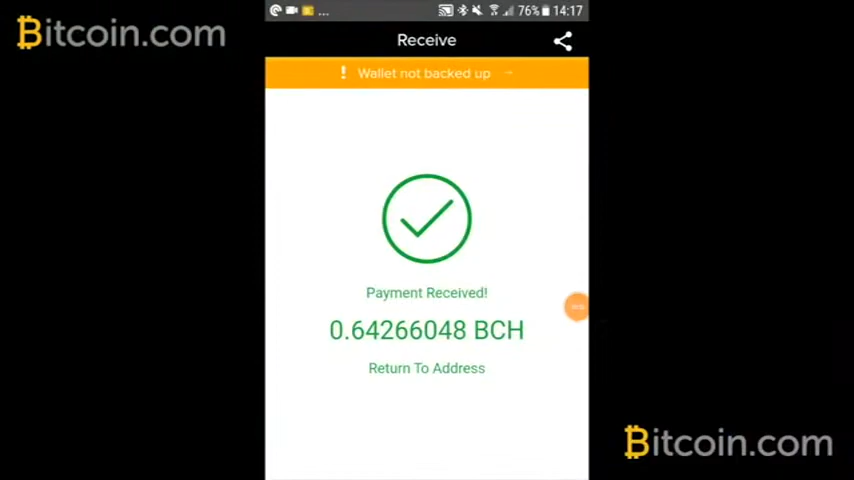 Bitcoin.com
... 76% 14:17
Receive
! Wallet not backed up →
Payment Received!
0.64266048 BCH
Return To Address
Bitcoin.com